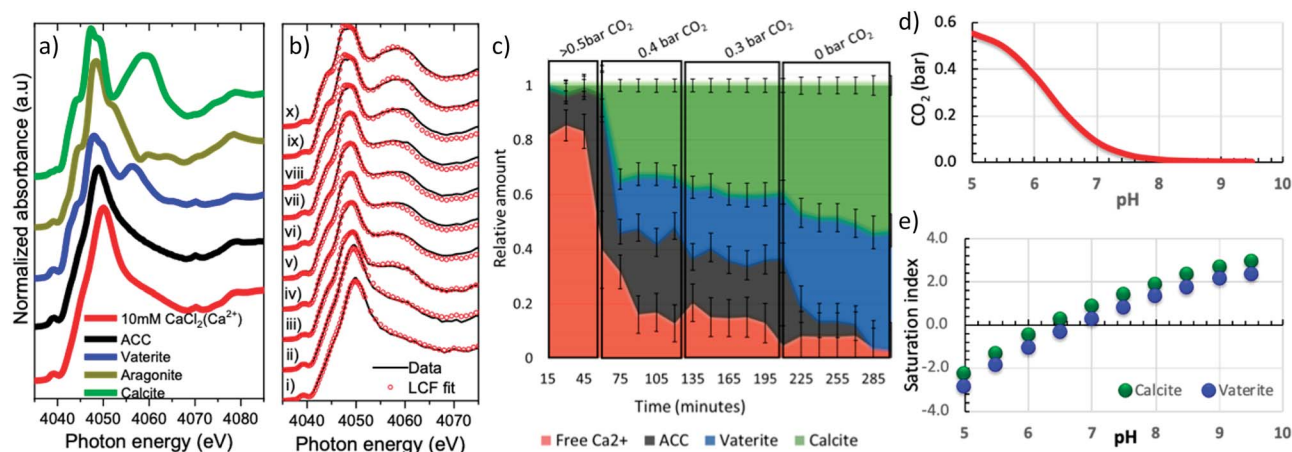 a)
Normalized absorbance (a.u)
10mM CaCl2(Ca2+)
ACC
Vaterite
Aragonite
Calcite
4040 4050 4060 4070 4080
Photon energy (eV)
b)
x)
ix)
viii)
vii)
vi)
v)
iv)
iii)
ii)
i)
Data
LCF fit
4040 4050 4060 4070
Photon energy (eV)
c)
>0.5bar CO2
0.4 bar CO2
0.3 bar CO2
0 bar CO2
Relative amount
1
0.8
0.6
0.4
0.2
0
15 45 75 105 135 165 195 225 255 285
Time (minutes)
Free Ca2+ ACC Vaterite Calcite
d)
CO2 (bar)
0.6
0.4
0.2
0.0
5 6 7 8 9 10
pH
e)
Saturation index
4.0
2.0
0.0
-2.0
-4.0
Calcite Vaterite
5 6 7 8 9 10
pH